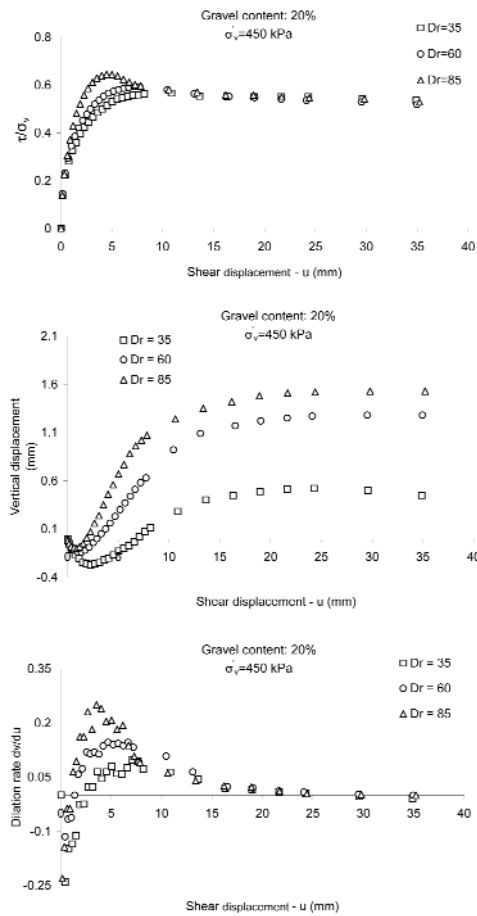 Gravel content: 20%
σ'v=450 kPa
□ Dr=35
○ Dr=60
△ Dr=85
τ/σv
0.8
0.6
0.4
0.2
0
0 5 10 15 20 25 30 35 40
Shear displacement - u (mm)
Gravel content: 20%
σ'v=450 kPa
□ Dr = 35
○ Dr = 60
△ Dr = 85
Vertical displacement
(mm)
2.1
1.6
1.1
0.6
0.1
-0.4
0 5 10 15 20 25 30 35 40
Shear displacement - u (mm)
Gravel content: 20%
σ'v=450 kPa
□ Dr = 35
○ Dr = 60
△ Dr = 85
Dilation rate dv/du
0.35
0.2
0.05
-0.1
-0.25
0 5 10 15 20 25 30 35 40
Shear displacement - u (mm)